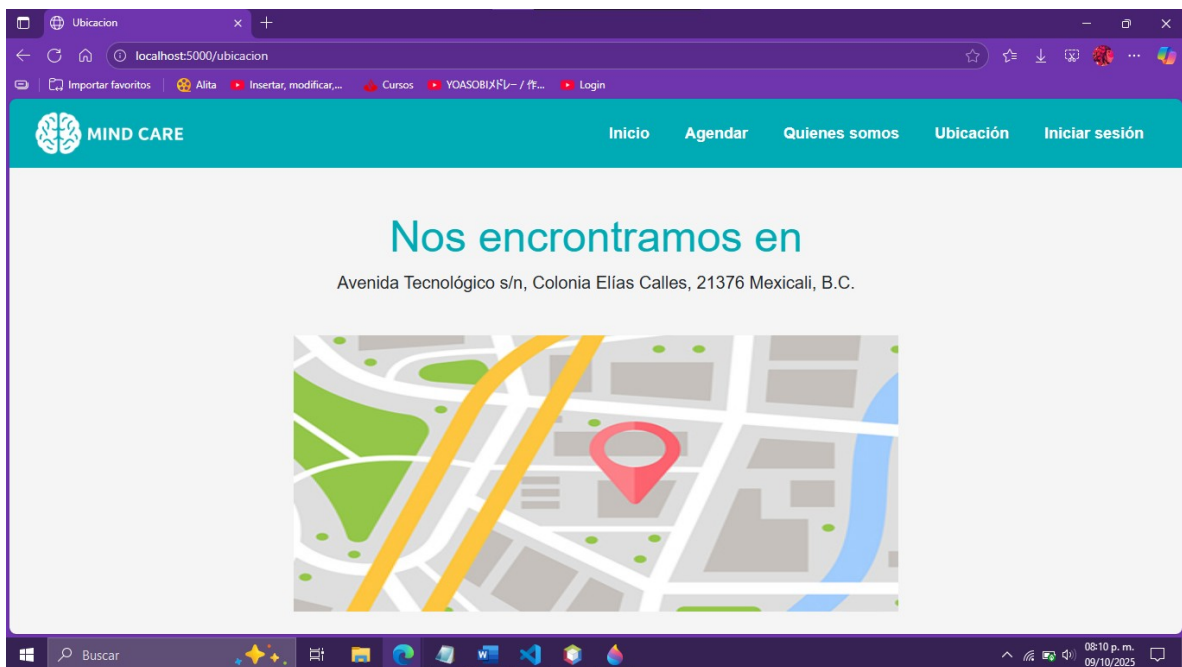 Ubicacion
localhost:5000/ubicacion
Importar favoritos Alita Insertar, modificar,... Cursos YOASOBIメドレー / 作... Login
MIND CARE Inicio Agendar Quienes somos Ubicación Iniciar sesión
Nos encrontramos en
Avenida Tecnológico s/n, Colonia Elías Calles, 21376 Mexicali, B.C.
Buscar
08:10 p. m.
09/10/2025